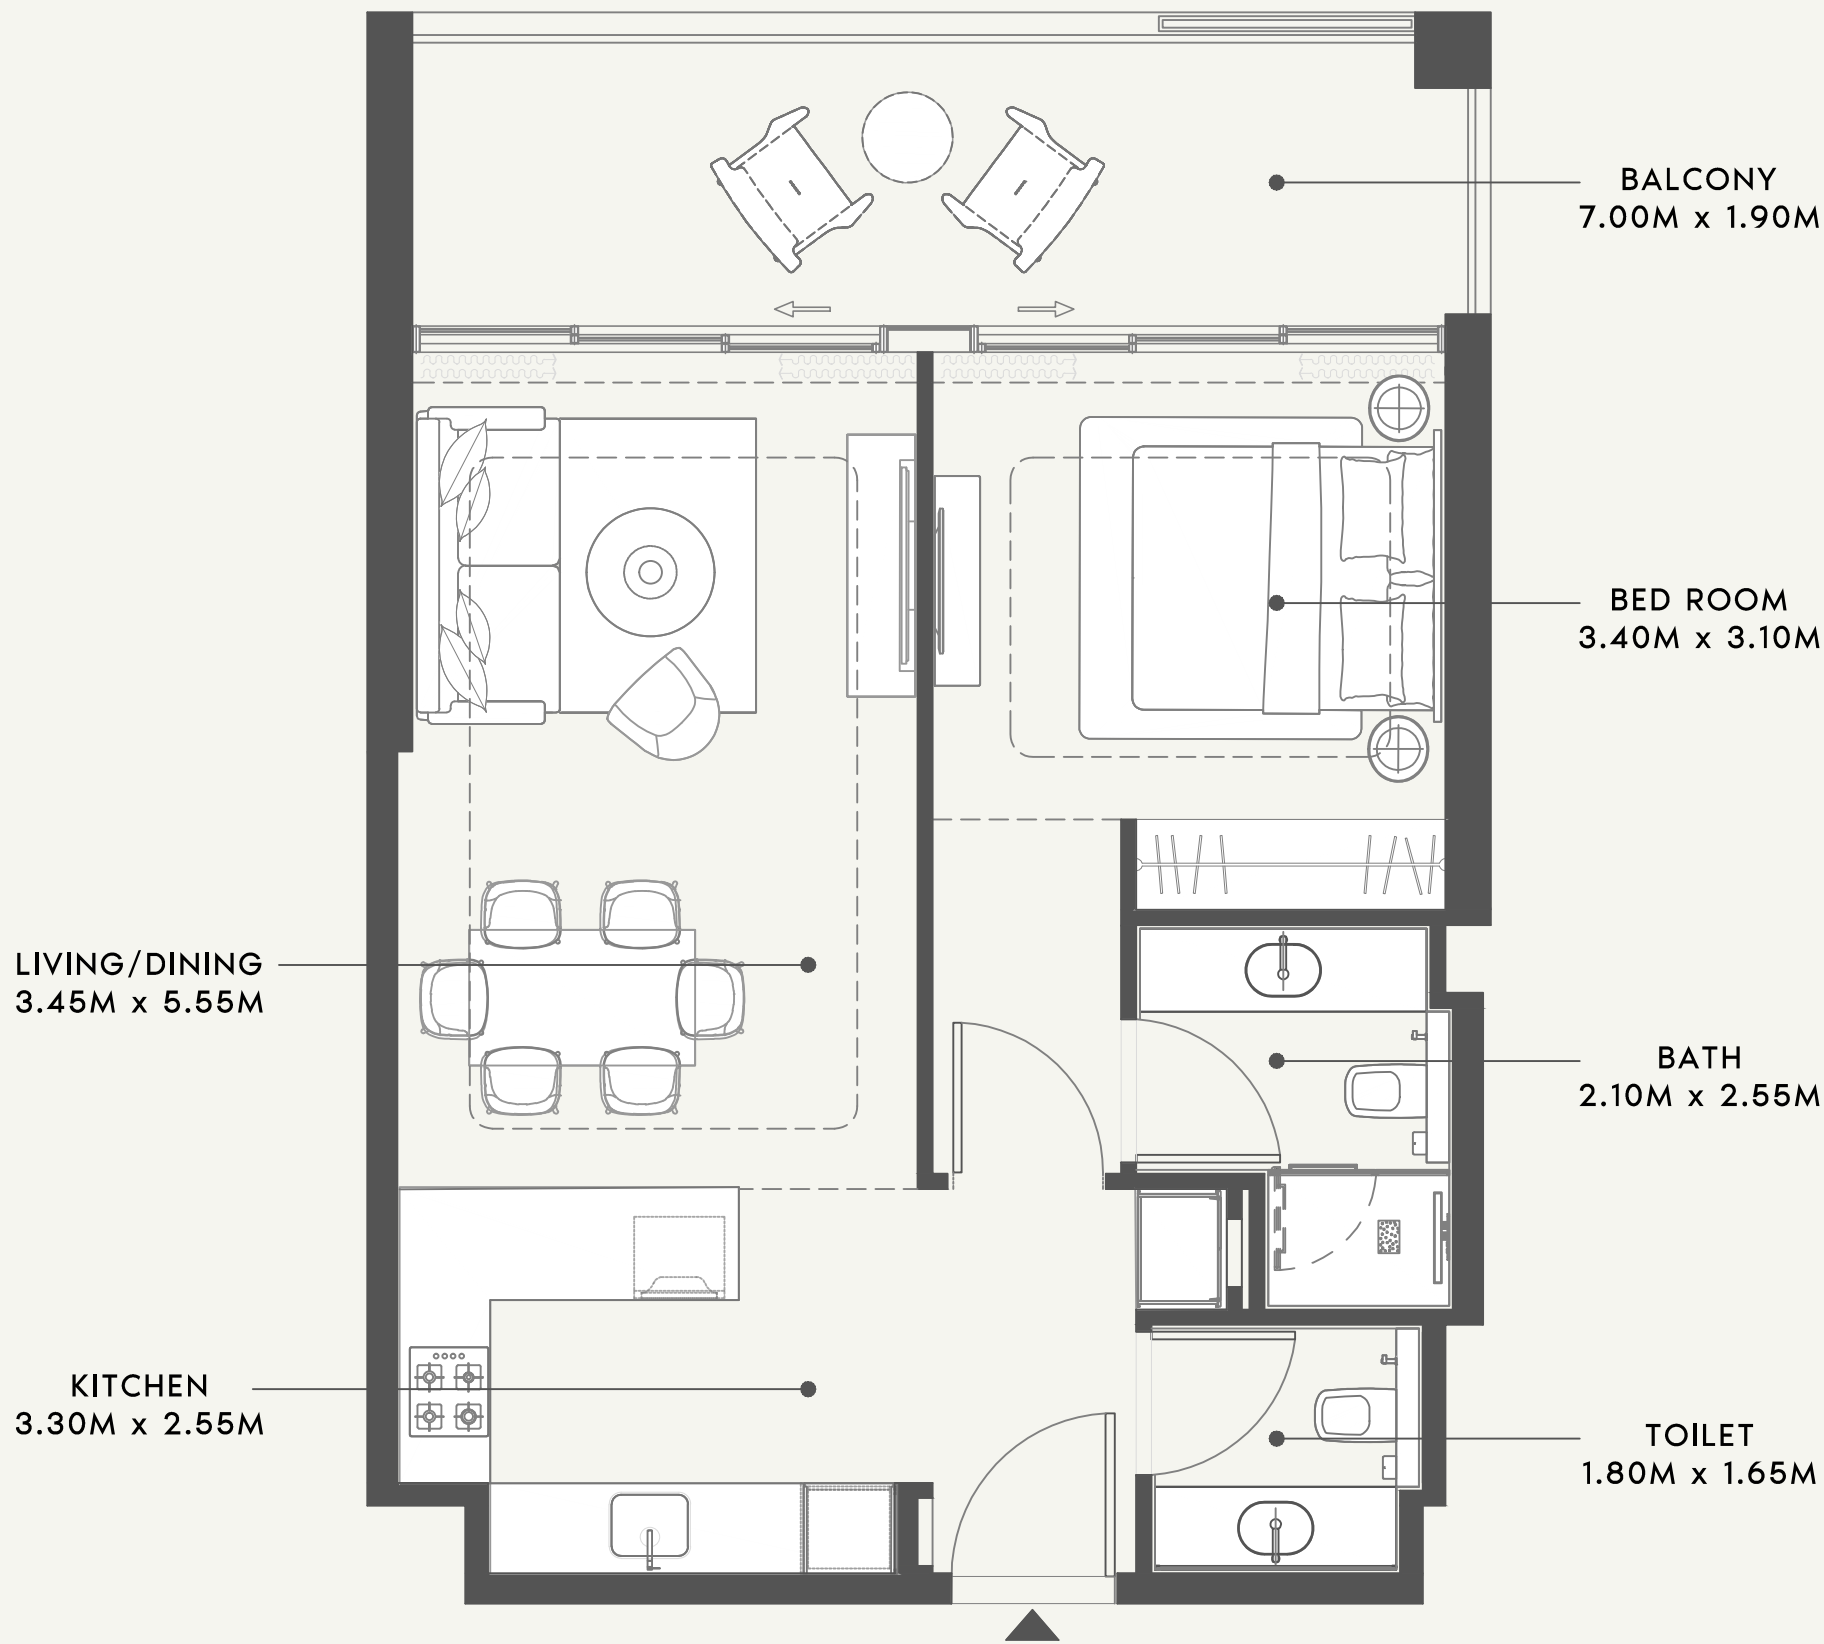 BALCONY
7.00M x 1.90M
BED ROOM
3.40M x 3.10M
LIVING/DINING
3.45M x 5.55M
BATH
2.10M x 2.55M
KITCHEN
3.30M x 2.55M
TOILET
1.80M x 1.65M